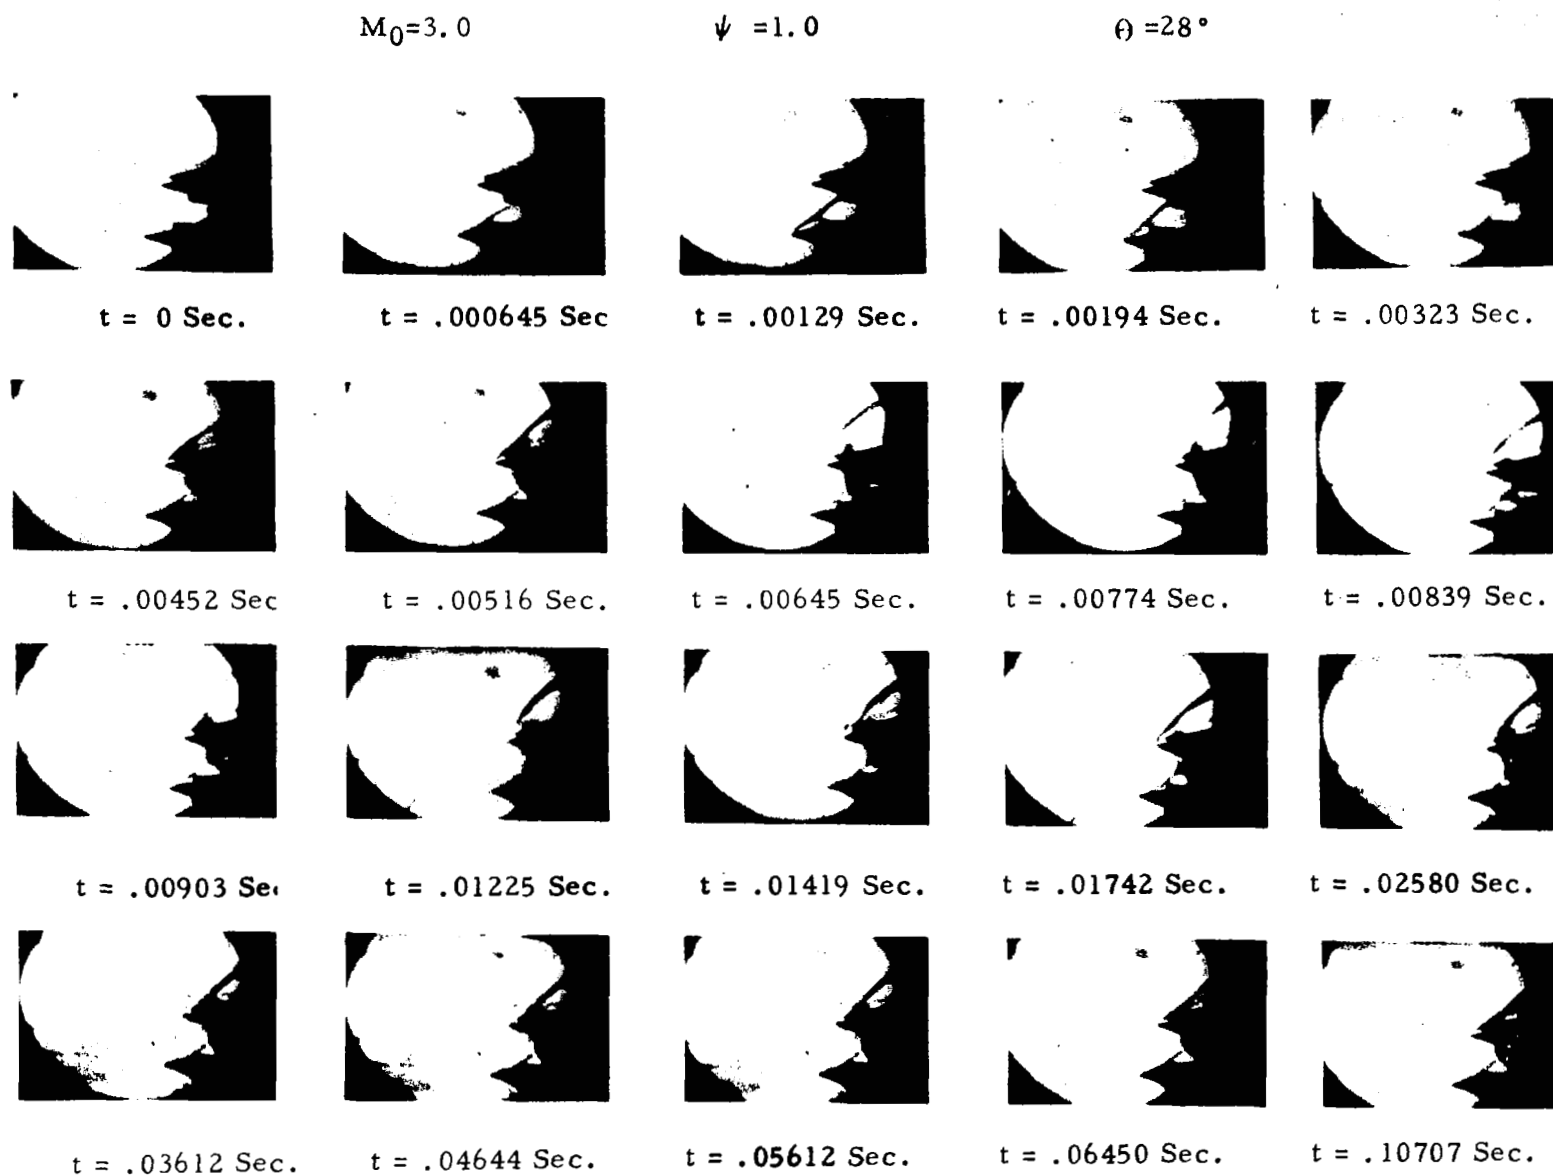 M0=3.0 ψ =1.0 θ =28°
t = 0 Sec. t = .000645 Sec t = .00129 Sec. t = .00194 Sec. t = .00323 Sec.
t = .00452 Sec t = .00516 Sec. t = .00645 Sec. t = .00774 Sec. t = .00839 Sec.
t = .00903 Sec t = .01225 Sec. t = .01419 Sec. t = .01742 Sec. t = .02580 Sec.
t = .03612 Sec. t = .04644 Sec. t = .05612 Sec. t = .06450 Sec. t = .10707 Sec.